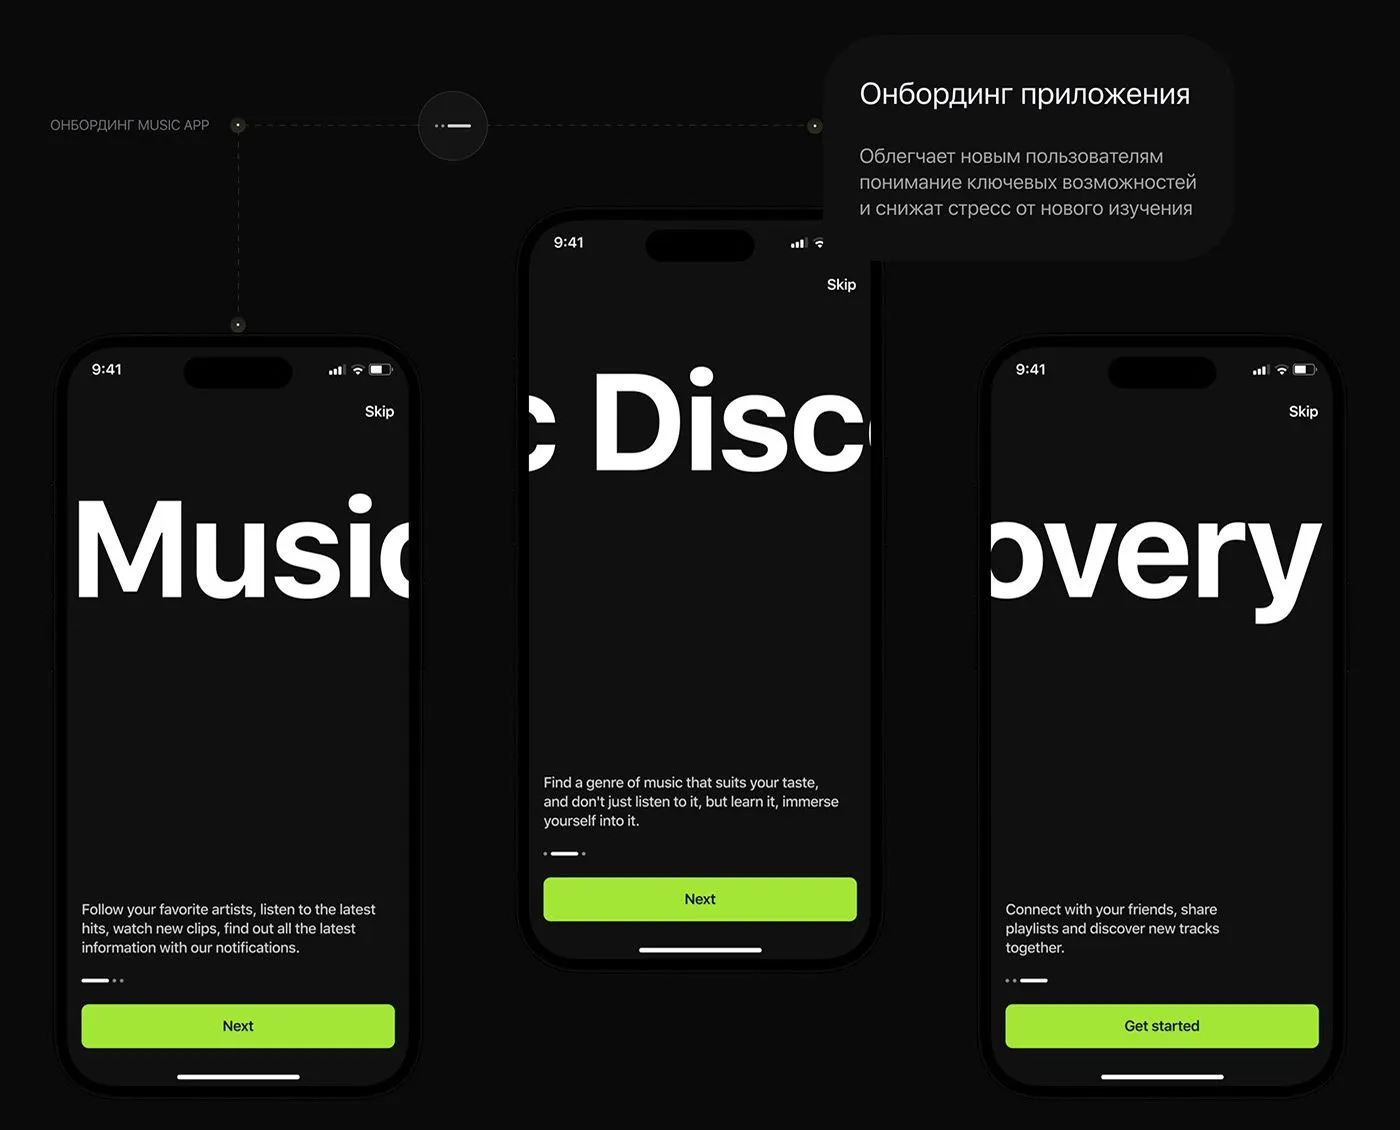 ОНБОРДИНГ MUSIC APP
Онбординг приложения
Облегчает новым пользователям
понимание ключевых возможностей
и снижат стресс от нового изучения
9:41
Skip
Music
Follow your favorite artists, listen to the latest
hits, watch new clips, find out all the latest
information with our notifications.
Next
9:41
Skip
c Disco
Find a genre of music that suits your taste,
and don't just listen to it, but learn it, immerse
yourself into it.
Next
9:41
Skip
overy
Connect with your friends, share
playlists and discover new tracks
together.
Get started